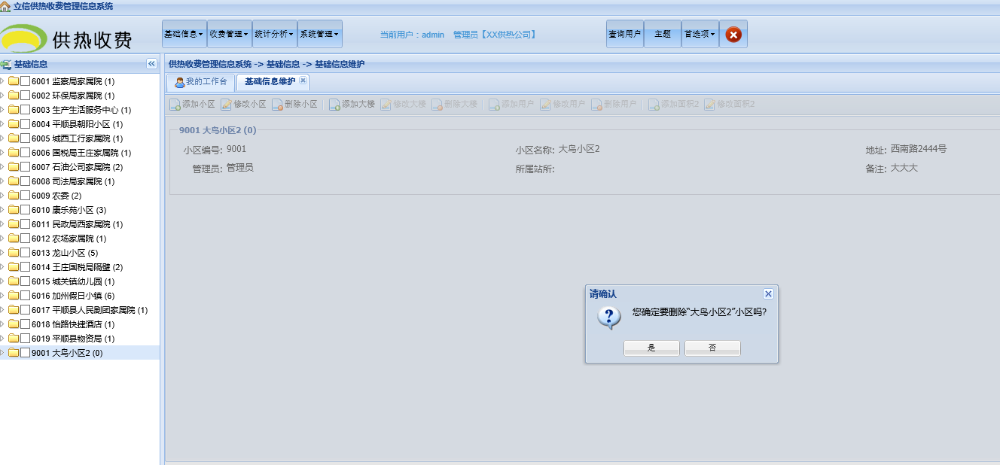 立信供热收费管理信息系统
供热收费
基础信息 收费管理 统计分析 系统管理 当前用户：admin 管理员【XX供热公司】 查询用户 主题 首选项
基础信息
供热收费管理信息系统 -> 基础信息 -> 基础信息维护
我的工作台 基础信息维护
添加小区 修改小区 删除小区 添加大楼 修改大楼 删除大楼 添加用户 修改用户 删除用户 添加面积2 修改面积2
6001 监察局家属院 (1)
6002 环保局家属院 (1)
6003 生产生活服务中心 (1)
6004 平顺县朝阳小区 (1)
6005 城西工行家属院 (1)
6006 国税局王庄家属院 (1)
6007 石油公司家属院 (2)
6008 司法局家属院 (1)
6009 农委 (2)
6010 康乐苑小区 (3)
6011 民政局西家属院 (1)
6012 农场家属院 (1)
6013 龙山小区 (5)
6014 王庄国税局隔壁 (2)
6015 城关镇幼儿园 (1)
6016 加州假日小镇 (6)
6017 平顺县人民剧团家属院 (1)
6018 怡路快捷酒店 (1)
6019 平顺县物资局 (1)
9001 大鸟小区2 (0)
9001 大鸟小区2 (0)
小区编号: 9001 小区名称: 大鸟小区2 地址: 西南路2444号
管理员: 管理员 所属站所: 备注: 大大大
请确认
您确定要删除“大鸟小区2”小区吗?
是 否